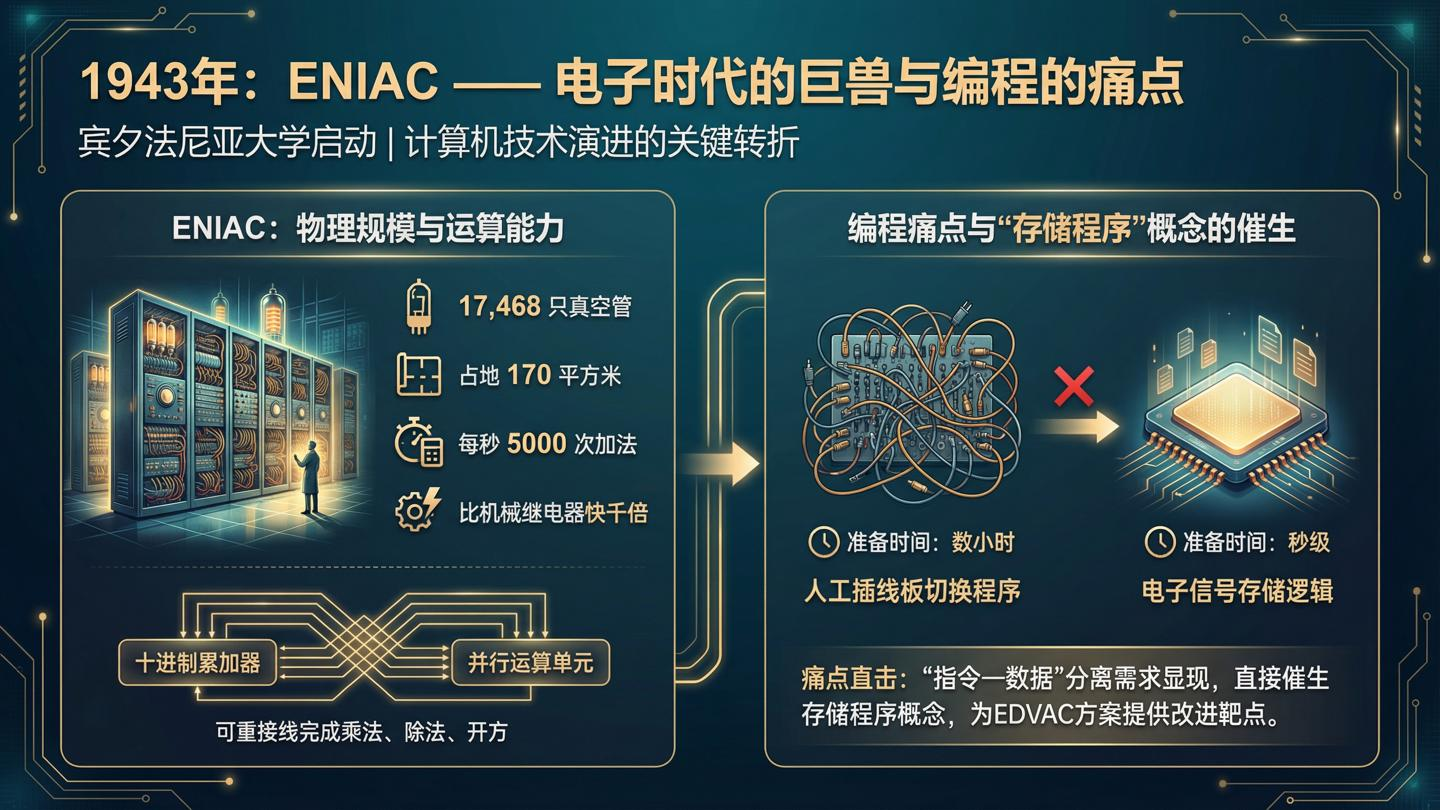 1943年：ENIAC —— 电子时代的巨兽与编程的痛点
宾夕法尼亚大学启动 | 计算机技术演进的关键转折
ENIAC：物理规模与运算能力
17,468 只真空管
占地 170 平方米
每秒 5000 次加法
比机械继电器快千倍
十进制累加器
并行运算单元
可重接线完成乘法、除法、开方
编程痛点与“存储程序”概念的催生
准备时间：数小时
人工插线板切换程序
准备时间：秒级
电子信号存储逻辑
痛点直击：“指令—数据”分离需求显现，直接催生
存储程序概念，为EDVAC方案提供改进靶点。